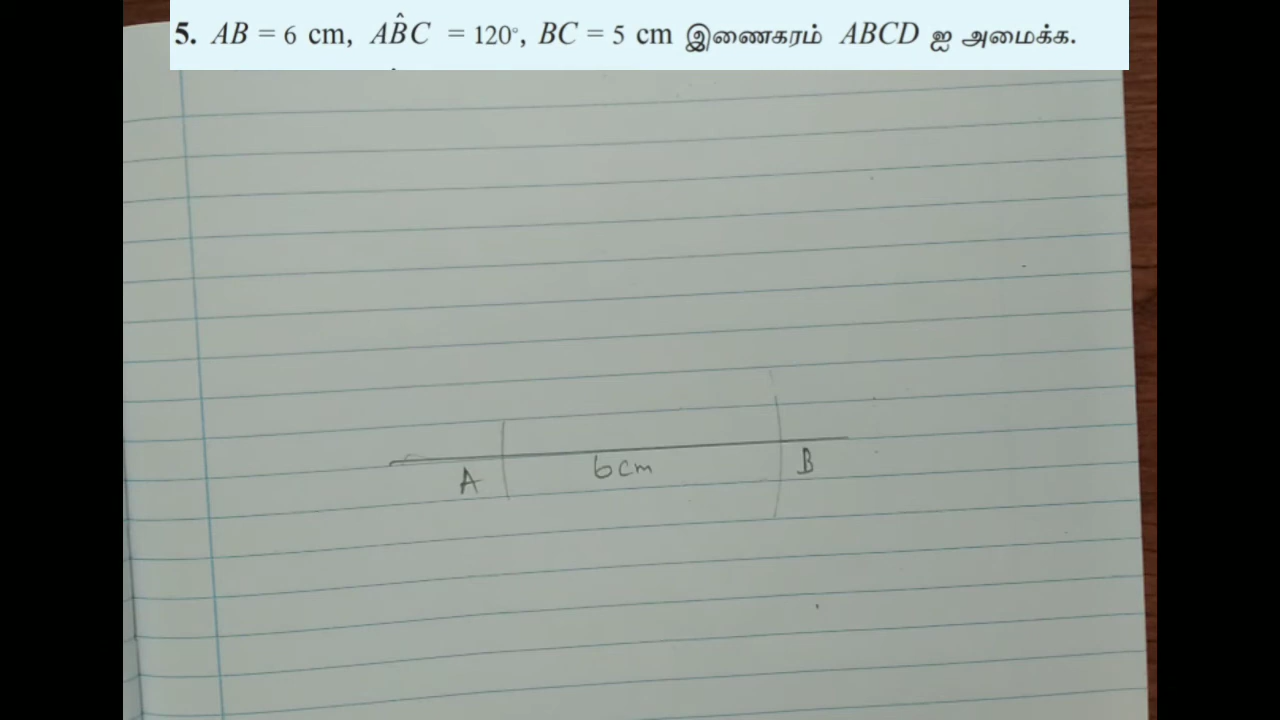 5. AB = 6 cm, AB̂C = 120°, BC = 5 cm இணைகரம் ABCD ஐ அமைக்க.
A 6cm B